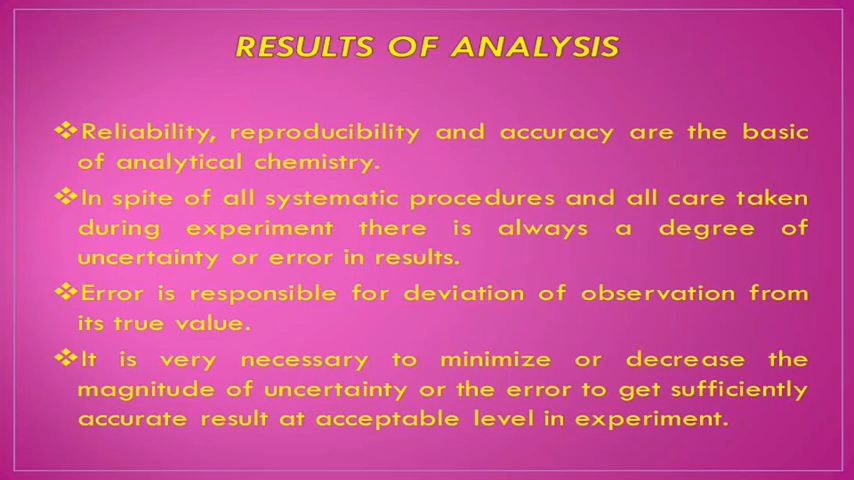 RESULTS OF ANALYSIS
❖Reliability, reproducibility and accuracy are the basic
of analytical chemistry.
❖In spite of all systematic procedures and all care taken
during experiment there is always a degree of
uncertainty or error in results.
❖Error is responsible for deviation of observation from
its true value.
❖It is very necessary to minimize or decrease the
magnitude of uncertainty or the error to get sufficiently
accurate result at acceptable level in experiment.